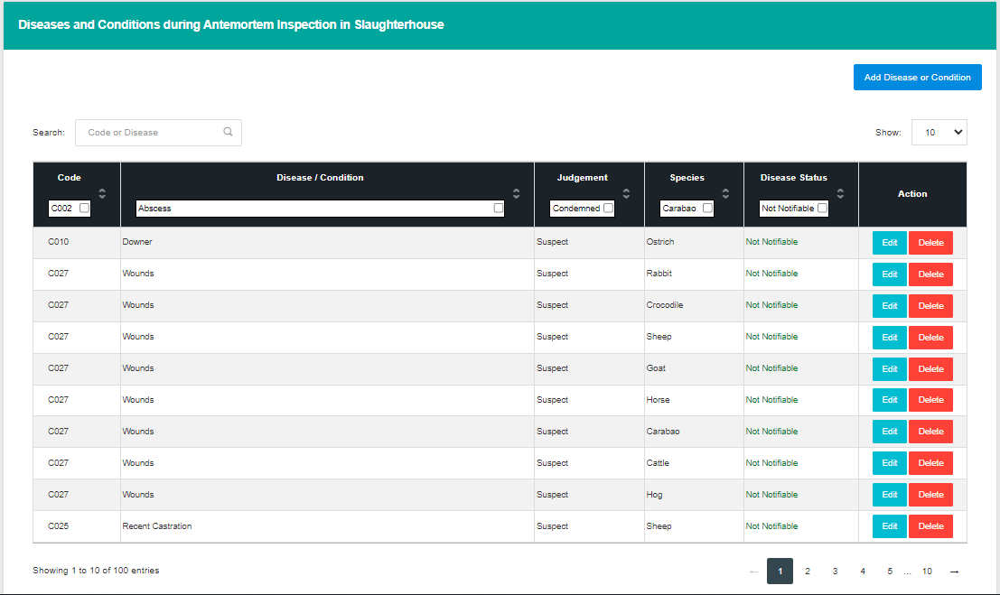 Diseases and Conditions during Antemortem Inspection in Slaughterhouse
Add Disease or Condition
Search: Code or Disease Show: 10
Code Disease / Condition Judgement Species Disease Status Action
C002 Abscess Condemned Carabao Not Notifiable
C010 Downer Suspect Ostrich Not Notifiable Edit Delete
C027 Wounds Suspect Rabbit Not Notifiable Edit Delete
C027 Wounds Suspect Crocodile Not Notifiable Edit Delete
C027 Wounds Suspect Sheep Not Notifiable Edit Delete
C027 Wounds Suspect Goat Not Notifiable Edit Delete
C027 Wounds Suspect Horse Not Notifiable Edit Delete
C027 Wounds Suspect Carabao Not Notifiable Edit Delete
C027 Wounds Suspect Cattle Not Notifiable Edit Delete
C027 Wounds Suspect Hog Not Notifiable Edit Delete
C025 Recent Castration Suspect Sheep Not Notifiable Edit Delete
Showing 1 to 10 of 100 entries ← 1 2 3 4 5 ... 10 →